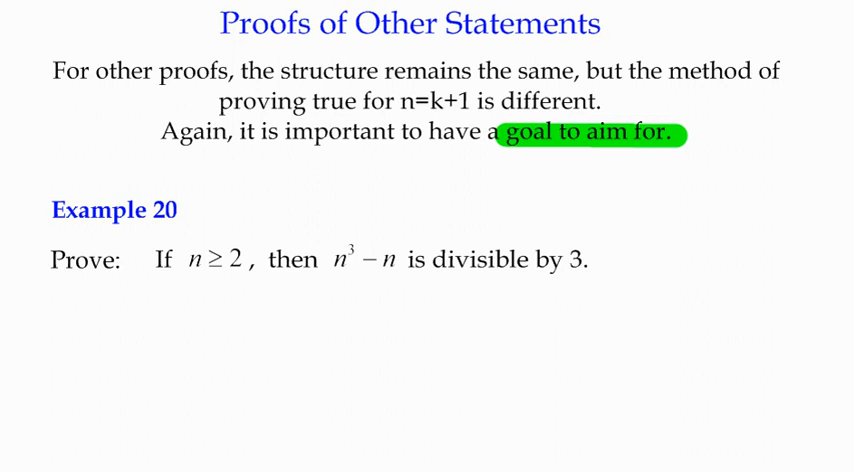 Proofs of Other Statements
For other proofs, the structure remains the same, but the method of
proving true for n=k+1 is different.
Again, it is important to have a goal to aim for.
Example 20
Prove: If n ≥ 2 , then n³ − n is divisible by 3.